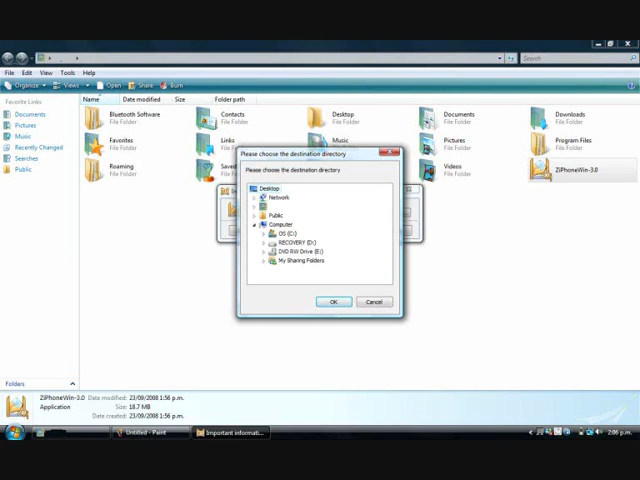 Search
File Edit View Tools Help
Organize Views Open Share Burn
Favorite Links
Documents
Pictures
Music
Recently Changed
Searches
Public
Name Date modified Size Folder path
Bluetooth Software
File Folder
Contacts
File Folder
Desktop
File Folder
Documents
File Folder
Downloads
File Folder
Favorites
File Folder
Links
Music
Pictures
File Folder
Program Files
File Folder
Roaming
File Folder
Saved
Videos
File Folder
ZiPhoneWin-3.0
Please choose the destination directory
Please choose the destination directory
Desktop
Network
Public
Computer
OS (C:)
RECOVERY (D:)
DVD RW Drive (E:)
My Sharing Folders
OK Cancel
Folders
ZiPhoneWin-3.0 Date modified: 23/09/2008 1:56 p.m.
Application Size: 18.7 MB
Date created: 23/09/2008 1:56 p.m.
Untitled - Paint Important informati... 2:06 p.m.